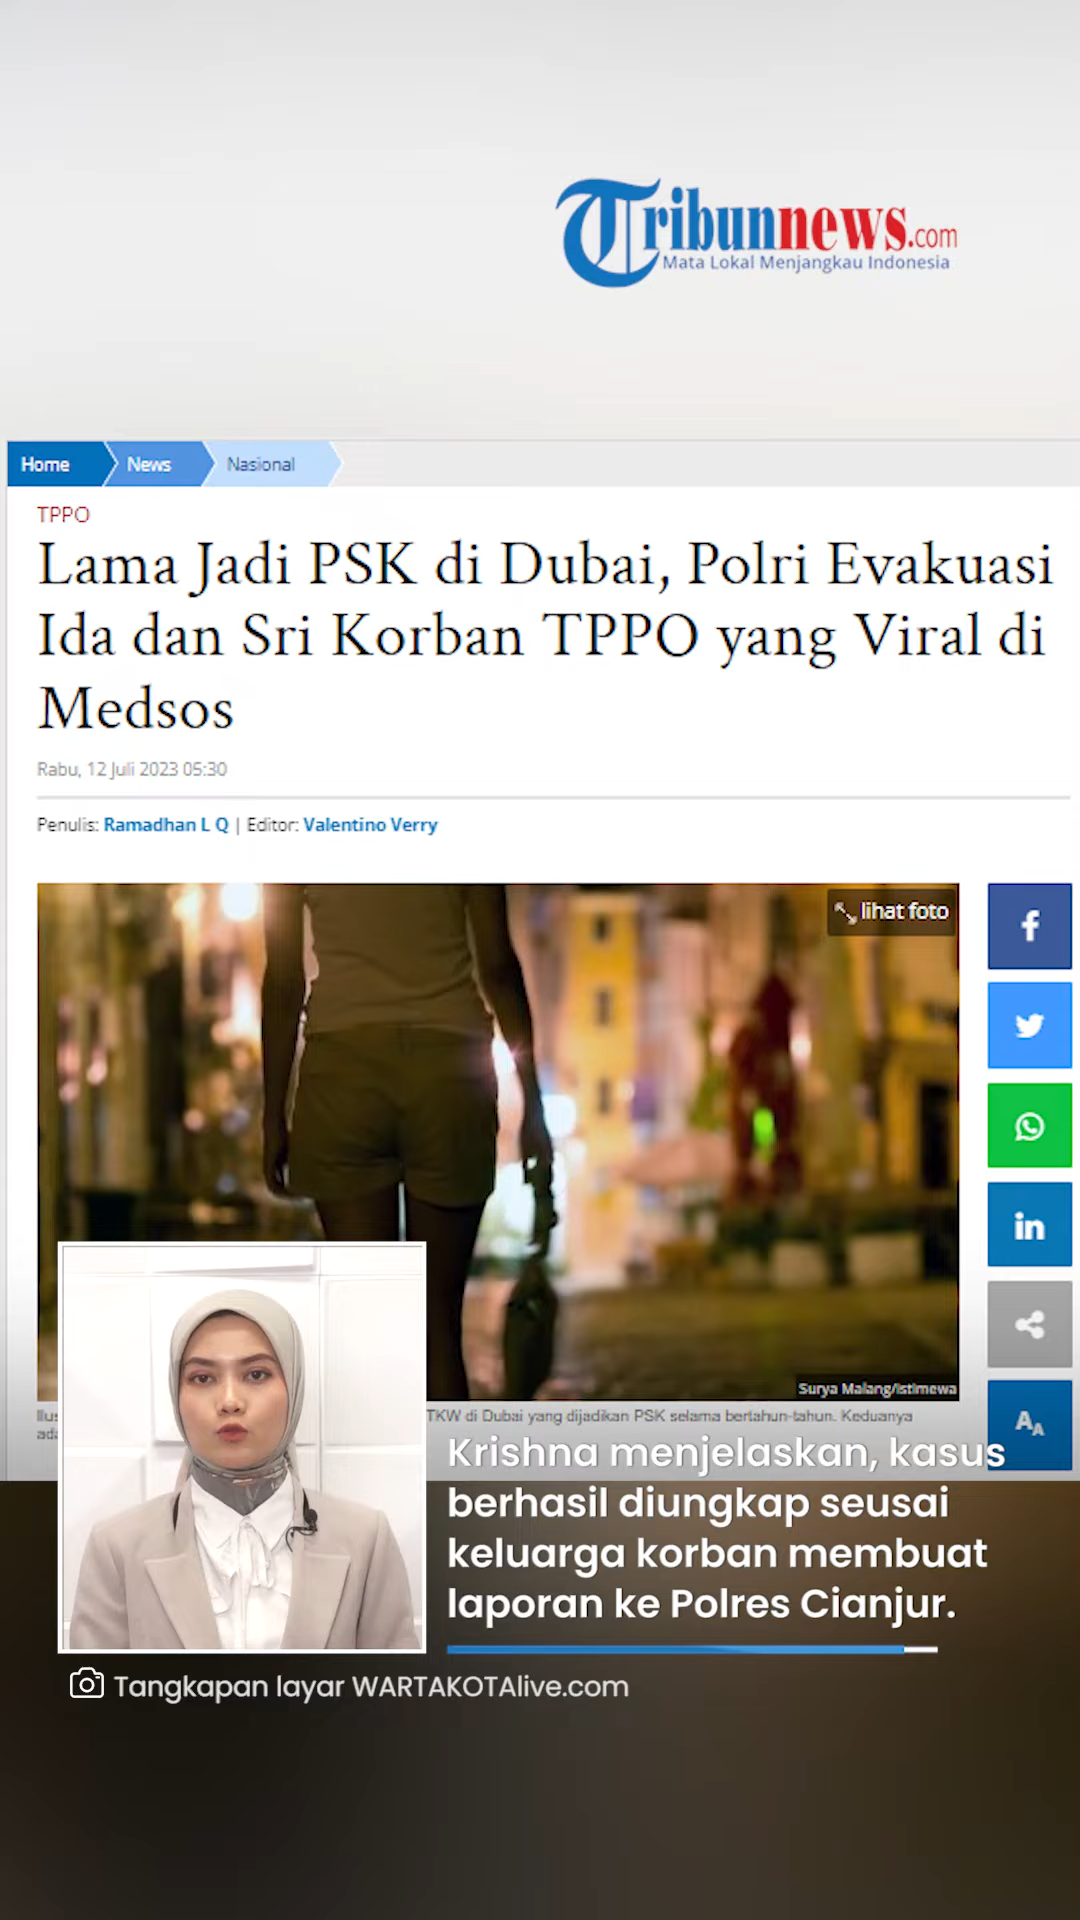 Tribunnews.com
Mata Lokal Menjangkau Indonesia
Home News Nasional
TPPO
Lama Jadi PSK di Dubai, Polri Evakuasi
Ida dan Sri Korban TPPO yang Viral di
Medsos
Rabu, 12 Juli 2023 05:30
Penulis: Ramadhan L Q | Editor: Valentino Verry
lihat foto
Surya Malang/Istimewa
TKW di Dubai yang dijadikan PSK selama bertahun-tahun. Keduanya
AA
Krishna menjelaskan, kasus
berhasil diungkap seusai
keluarga korban membuat
laporan ke Polres Cianjur.
Tangkapan layar WARTAKOTAlive.com